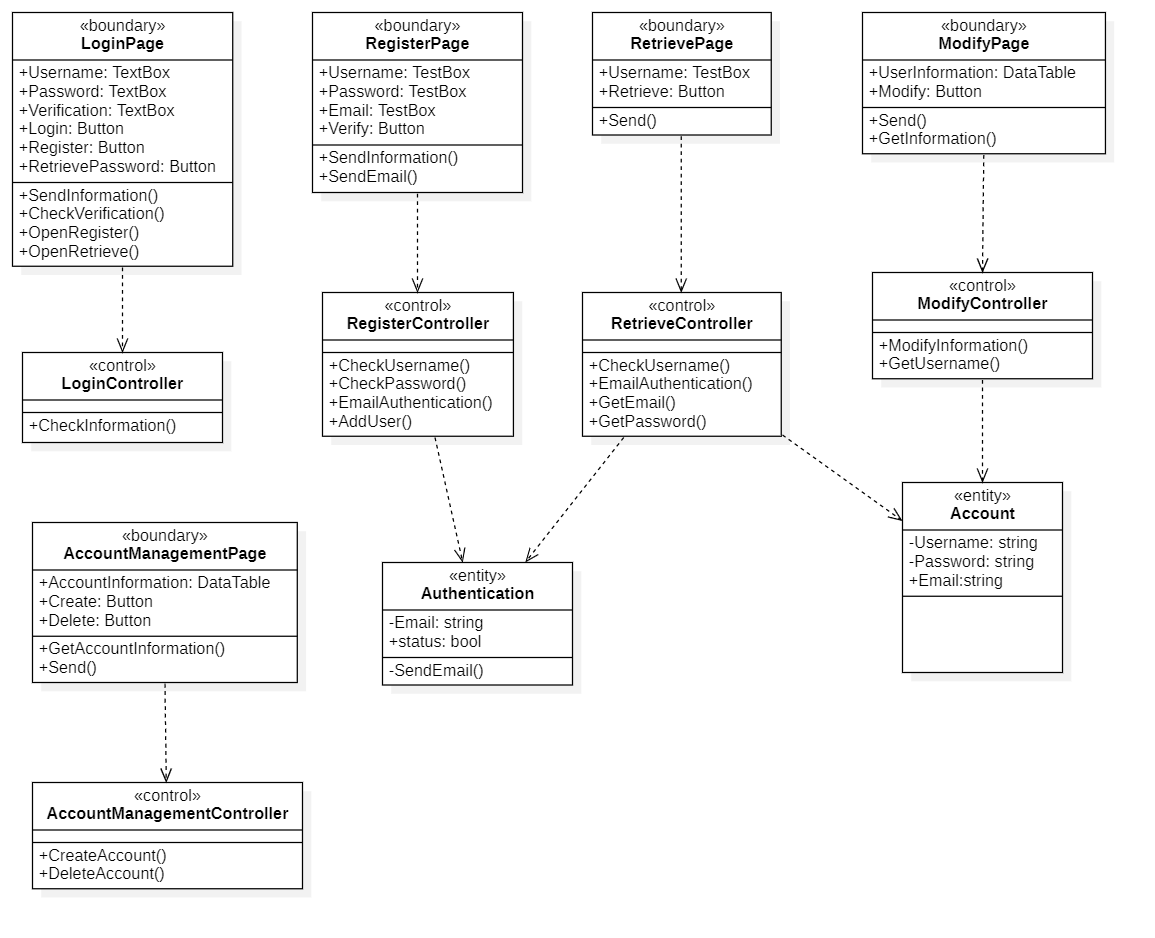 «boundary»
LoginPage
+Username: TextBox
+Password: TextBox
+Verification: TextBox
+Login: Button
+Register: Button
+RetrievePassword: Button
+SendInformation()
+CheckVerification()
+OpenRegister()
+OpenRetrieve()
«boundary»
RegisterPage
+Username: TestBox
+Password: TestBox
+Email: TestBox
+Verify: Button
+SendInformation()
+SendEmail()
«boundary»
RetrievePage
+Username: TestBox
+Retrieve: Button
+Send()
«boundary»
ModifyPage
+UserInformation: DataTable
+Modify: Button
+Send()
+GetInformation()
«control»
LoginController
+CheckInformation()
«control»
RegisterController
+CheckUsername()
+CheckPassword()
+EmailAuthentication()
+AddUser()
«control»
RetrieveController
+CheckUsername()
+EmailAuthentication()
+GetEmail()
+GetPassword()
«control»
ModifyController
+ModifyInformation()
+GetUsername()
«boundary»
AccountManagementPage
+AccountInformation: DataTable
+Create: Button
+Delete: Button
+GetAccountInformation()
+Send()
«entity»
Authentication
-Email: string
+status: bool
-SendEmail()
«entity»
Account
-Username: string
-Password: string
+Email:string
«control»
AccountManagementController
+CreateAccount()
+DeleteAccount()